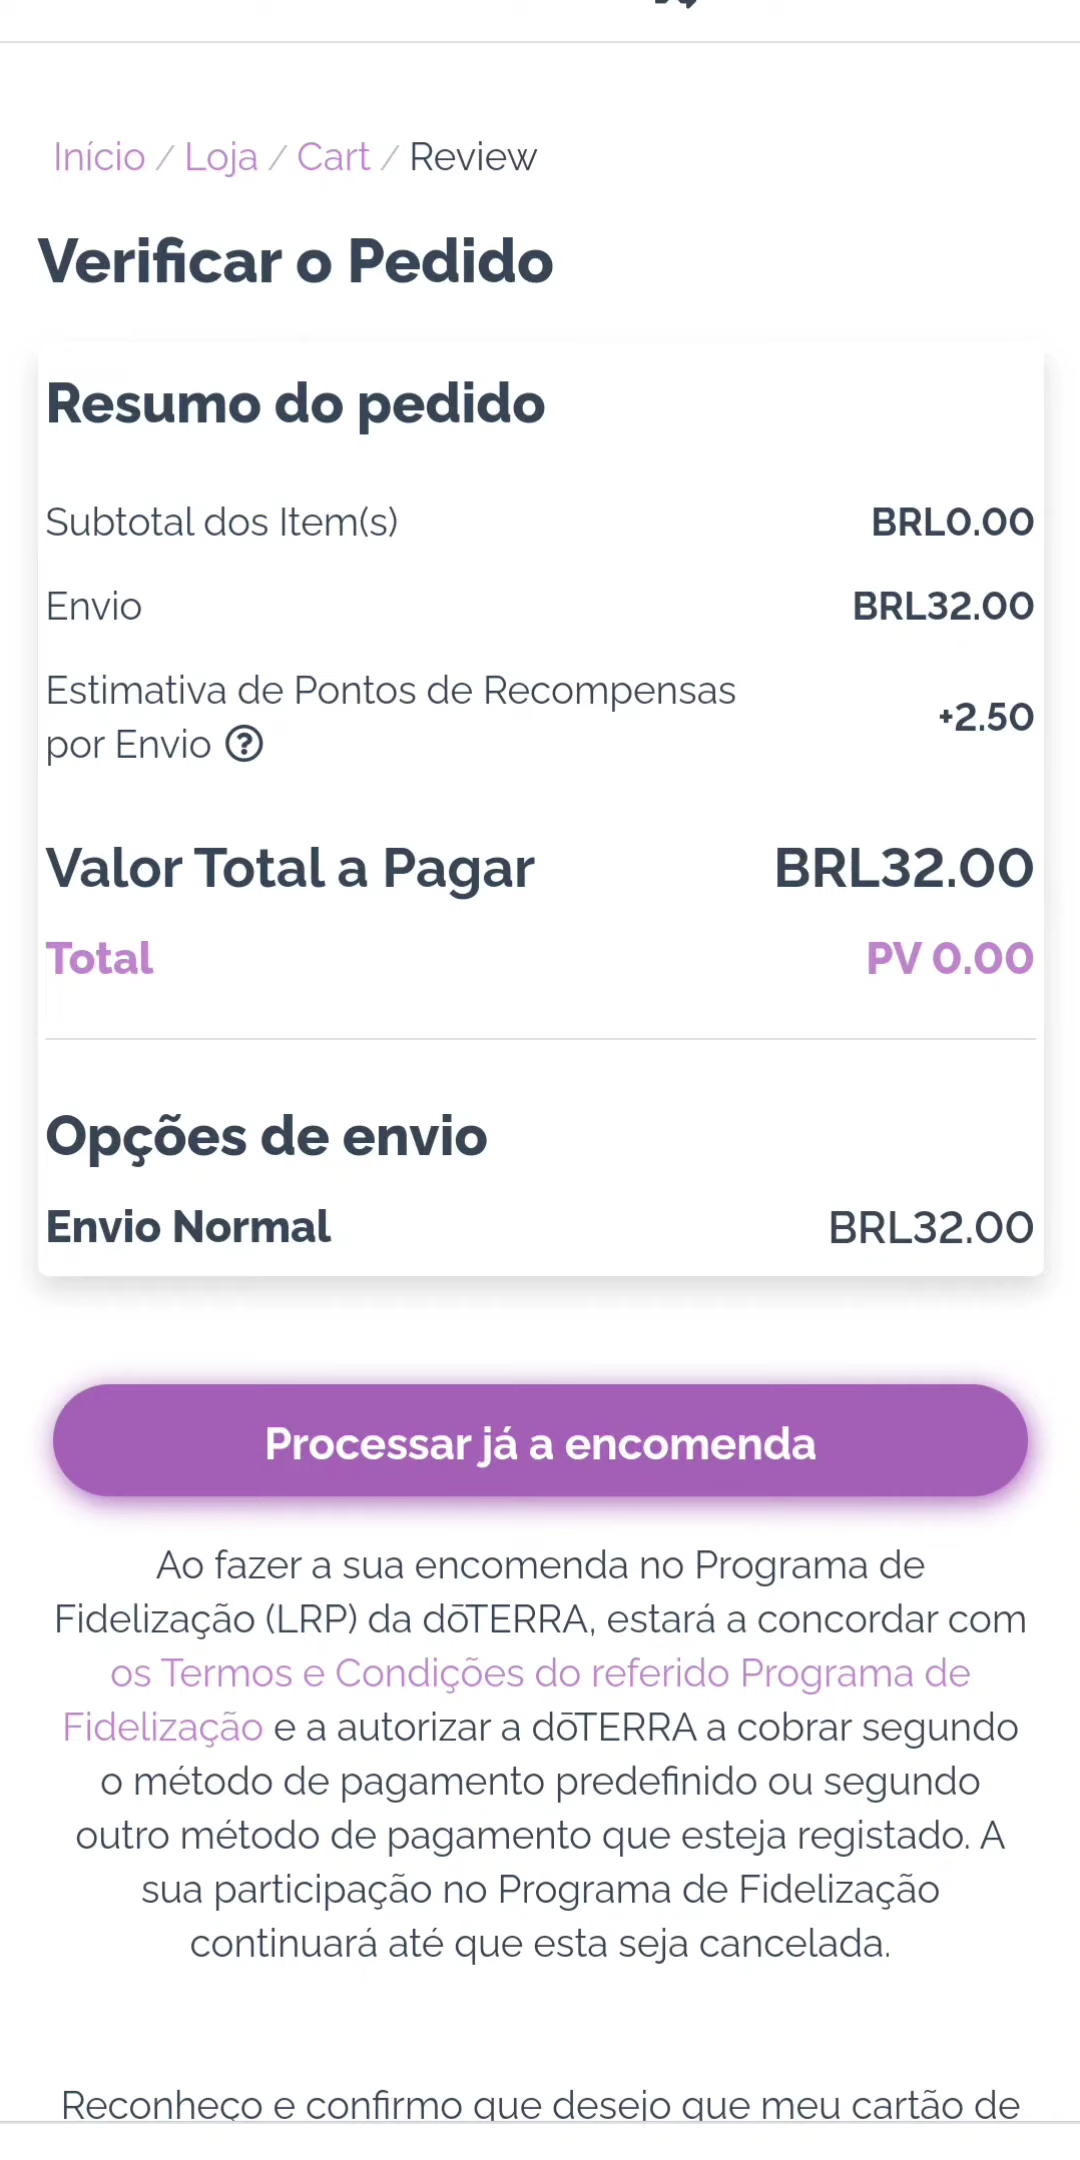 Início / Loja / Cart / Review
Verificar o Pedido
Resumo do pedido
Subtotal dos Item(s) BRL0.00
Envio BRL32.00
Estimativa de Pontos de Recompensas
por Envio ? +2.50
Valor Total a Pagar BRL32.00
Total PV 0.00
Opções de envio
Envio Normal BRL32.00
Processar já a encomenda
Ao fazer a sua encomenda no Programa de
Fidelização (LRP) da dōTERRA, estará a concordar com
os Termos e Condições do referido Programa de
Fidelização e a autorizar a dōTERRA a cobrar segundo
o método de pagamento predefinido ou segundo
outro método de pagamento que esteja registado. A
sua participação no Programa de Fidelização
continuará até que esta seja cancelada.
Reconheço e confirmo que desejo que meu cartão de